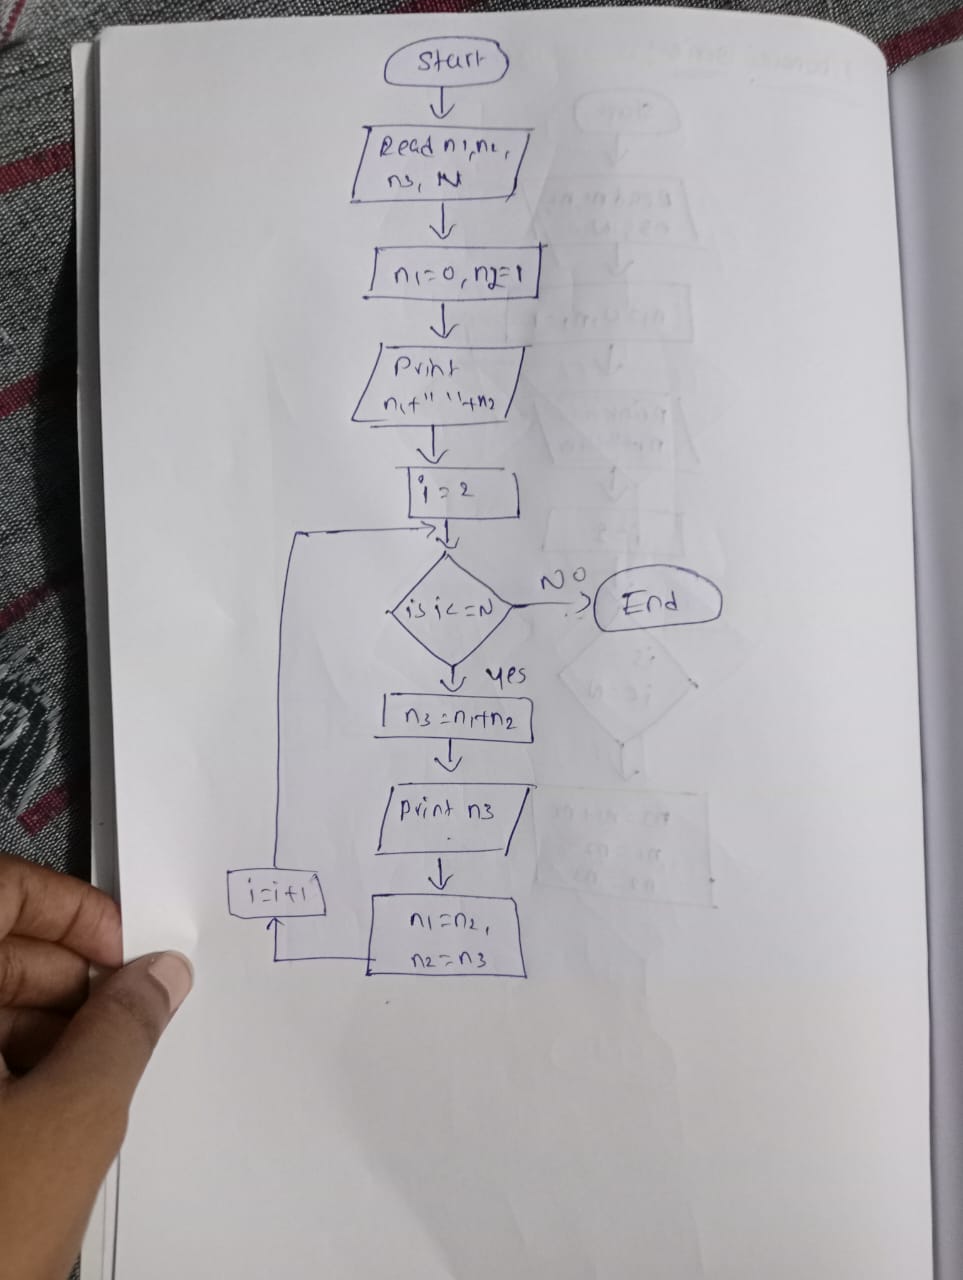 Start
Read n1,n2,
n3, N
n1=0, n2=1
Print
n1+" "+n2
i=2
is i<=N
NO
End
yes
n3=n1+n2
print n3
i=i+1
n1=n2,
n2=n3